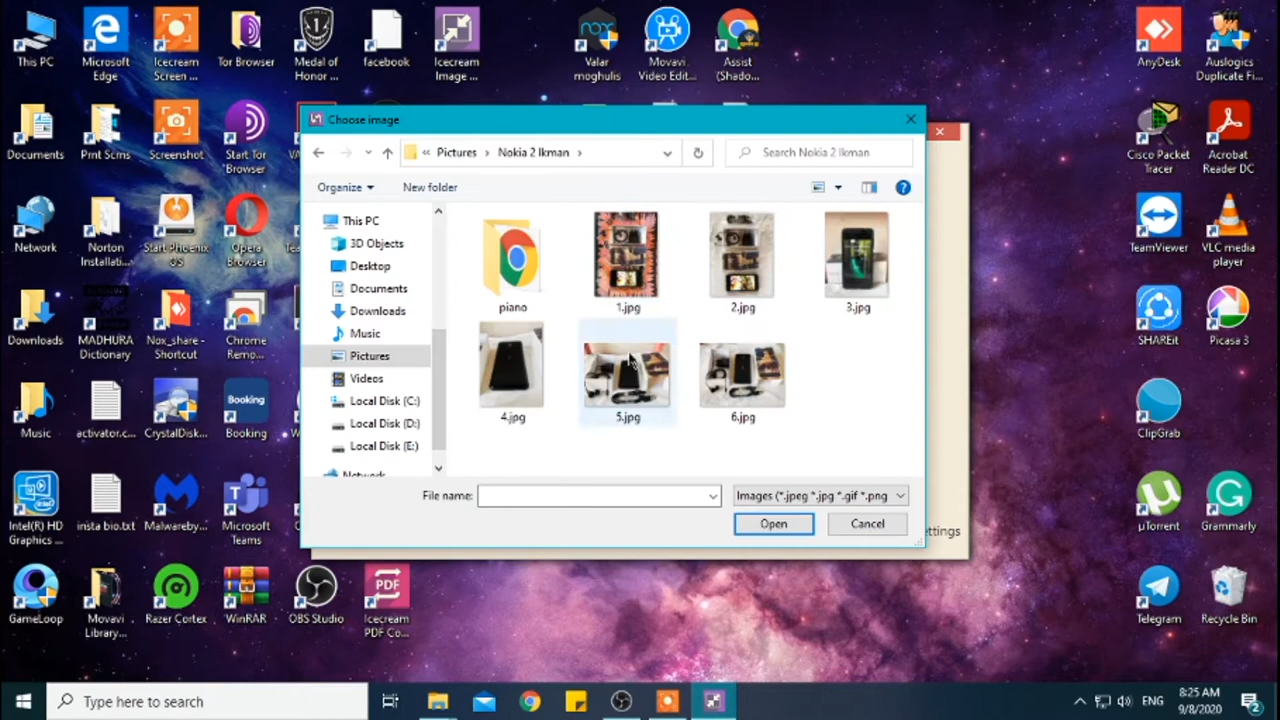 This PC
Microsoft Edge
Icecream Screen ...
Tor Browser
Medal of Honor ...
facebook
Icecream Image ...
Valar moghulis
Movavi Video Edit...
Assist (Shado...
AnyDesk
Auslogics Duplicate Fi...
Documents
Prnt Scrns
Screenshot
Start Tor Browser
Cisco Packet Tracer
Acrobat Reader DC
Network
Norton Installati...
Start Phoenix OS
Opera Browser
TeamViewer
VLC media player
Downloads
MADHURA Dictionary
Nox_share - Shortcut
Chrome Remo...
SHAREit
Picasa 3
Music
activator.c...
CrystalDisk...
Booking
Booking
ClipGrab
Intel(R) HD Graphics ...
insta bio.txt
Malwareby...
Microsoft Teams
µTorrent
Grammarly
GameLoop
Movavi Library...
Razer Cortex
WinRAR
OBS Studio
PDF
Icecream PDF Co...
Telegram
Recycle Bin
Choose image
« Pictures › Nokia 2 Ikman ›
Search Nokia 2 Ikman
Organize
New folder
This PC
3D Objects
Desktop
Documents
Downloads
Music
Pictures
Videos
Local Disk (C:)
Local Disk (D:)
Local Disk (E:)
Network
piano
1.jpg
2.jpg
3.jpg
4.jpg
5.jpg
6.jpg
File name:
Images (*.jpeg *.jpg *.gif *.png
Open
Cancel
ettings
Type here to search
ENG
8:25 AM
9/8/2020
2